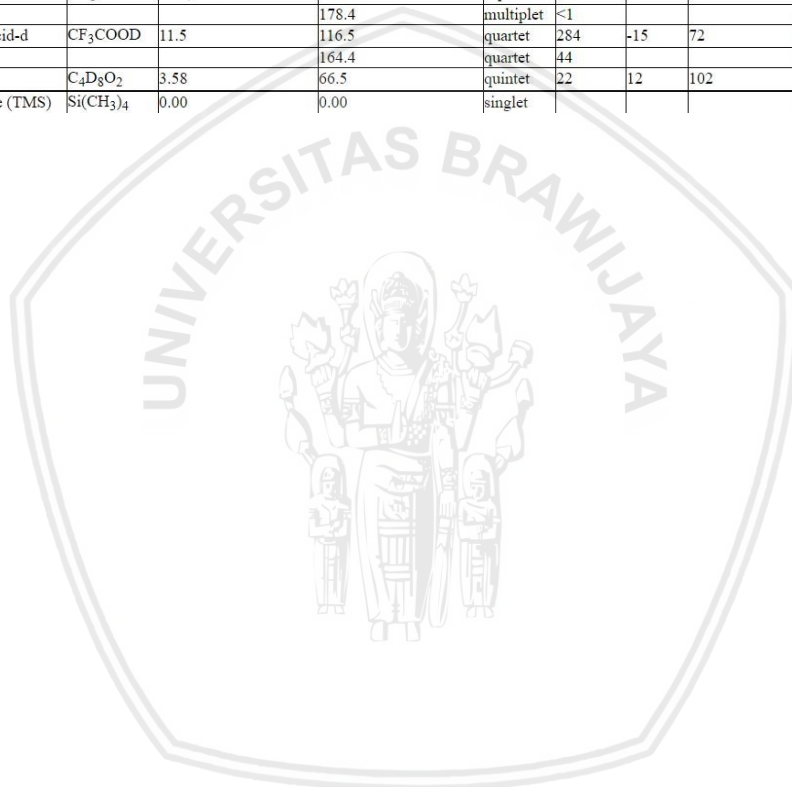 178.4 multiplet <1
id-d CF3COOD 11.5 116.5 quartet 284 -15 72
164.4 quartet 44
C4D8O2 3.58 66.5 quintet 22 12 102
(TMS) Si(CH3)4 0.00 0.00 singlet
UNIVERSITAS BRAWIJAYA